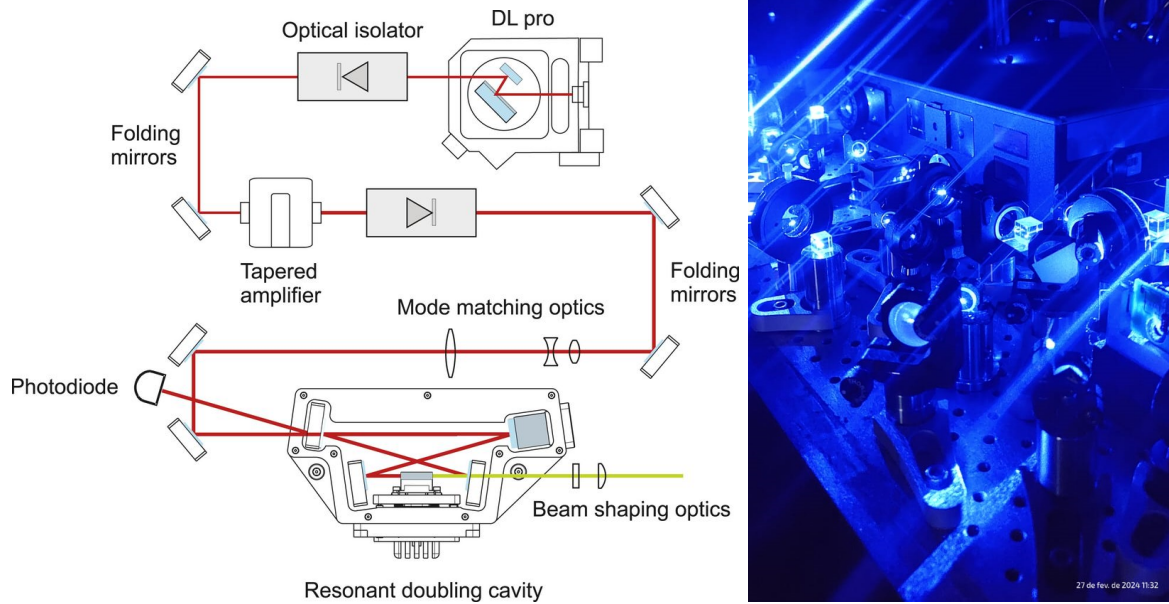 DL pro
Optical isolator
Folding
mirrors
Tapered
amplifier
Folding
mirrors
Mode matching optics
Photodiode
Beam shaping optics
Resonant doubling cavity
27 de fev. de 2024 11:32